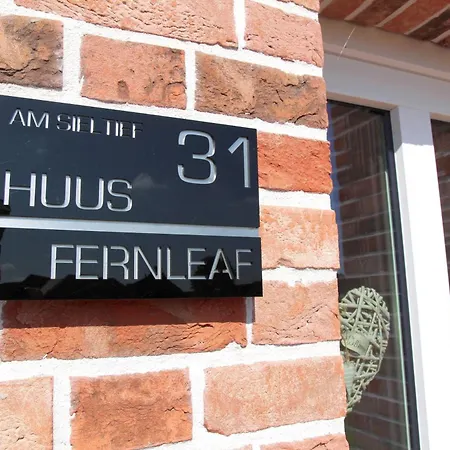 AM SIELTIEF
31
HUUS
FERNLEAF